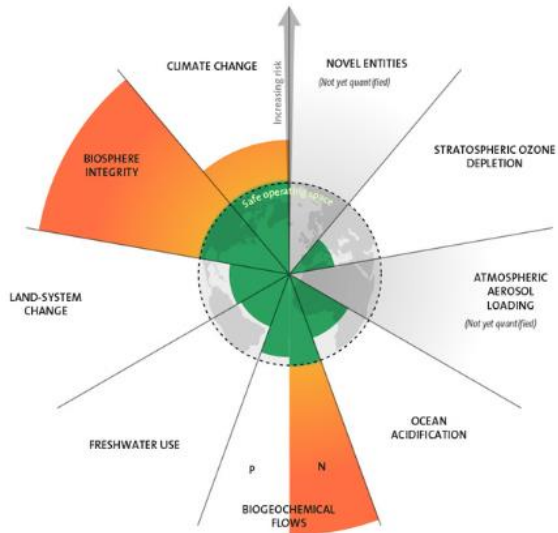 CLIMATE CHANGE
Increasing risk
NOVEL ENTITIES
(Not yet quantified)
STRATOSPHERIC OZONE
DEPLETION
BIOSPHERE
INTEGRITY
Safe operating space
ATMOSPHERIC
AEROSOL
LOADING
(Not yet quantified)
LAND-SYSTEM
CHANGE
OCEAN
ACIDIFICATION
FRESHWATER USE
P
N
BIOGEOCHEMICAL
FLOWS